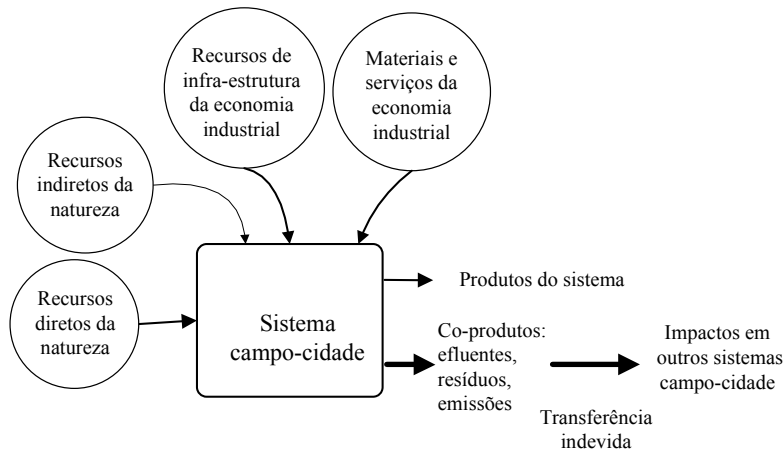 Recursos de
infra-estrutura
da economia
industrial
Materiais e
serviços da
economia
industrial
Recursos
indiretos da
natureza
Recursos
diretos da
natureza
Sistema
campo-cidade
Produtos do sistema
Co-produtos:
efluentes,
resíduos,
emissões
Transferência
indevida
Impactos em
outros sistemas
campo-cidade